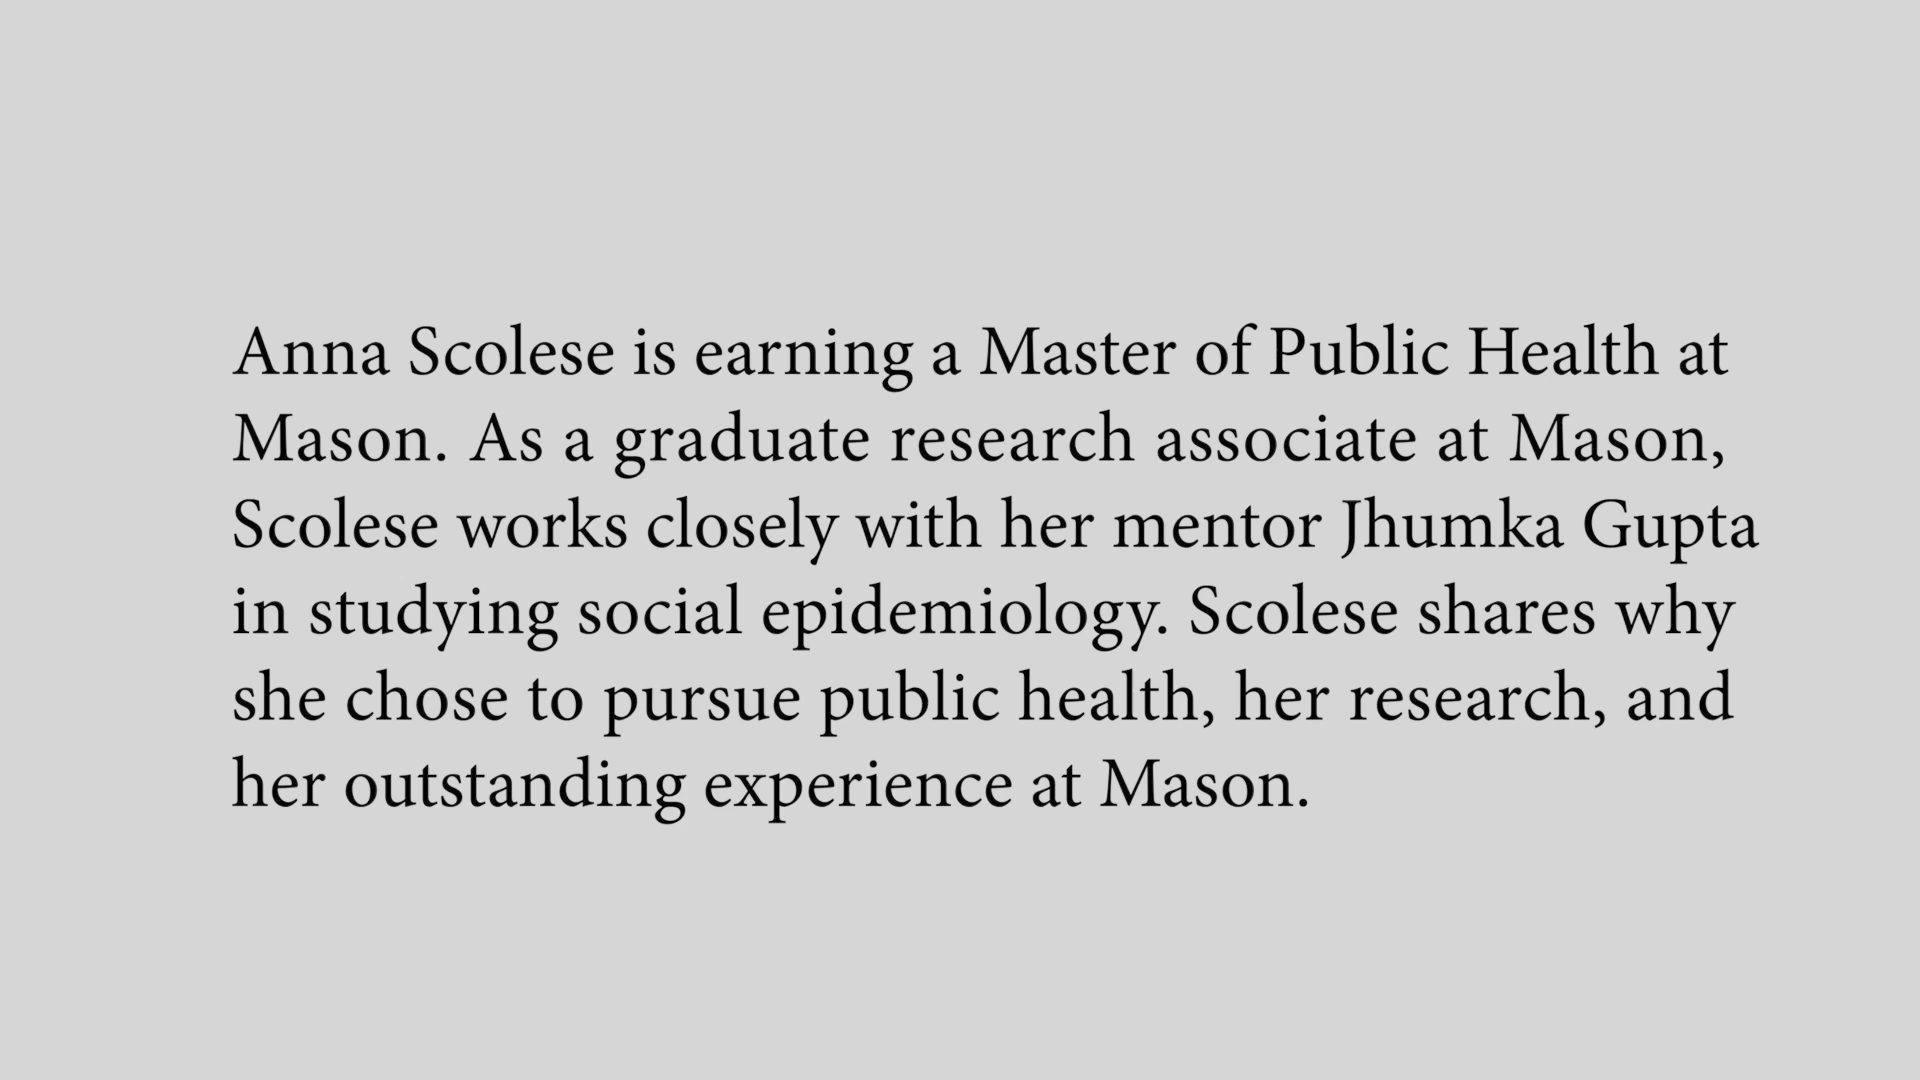 Anna Scolese is earning a Master of Public Health at
Mason. As a graduate research associate at Mason,
Scolese works closely with her mentor Jhumka Gupta
in studying social epidemiology. Scolese shares why
she chose to pursue public health, her research, and
her outstanding experience at Mason.